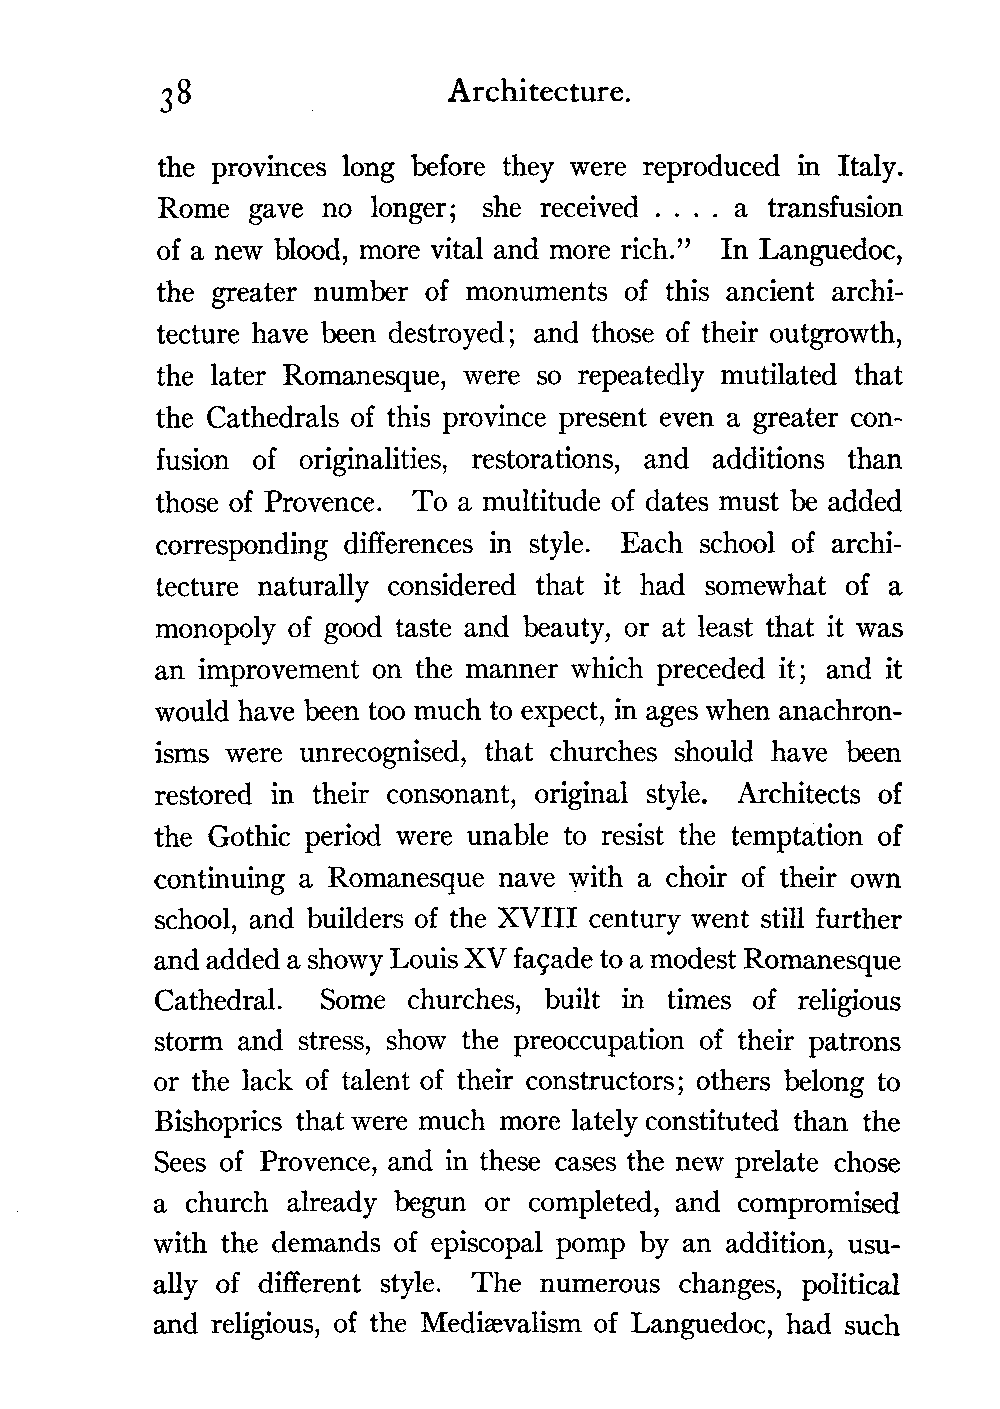 38 Architecture.
the provinces long before they were reproduced in Italy.
Rome gave no longer; she received . . . . a transfusion
of a new blood, more vital and more rich.” In Languedoc,
the greater number of monuments of this ancient archi-
tecture have been destroyed; and those of their outgrowth,
the later Romanesque, were so repeatedly mutilated that
the Cathedrals of this province present even a greater con-
fusion of originalities, restorations, and additions than
those of Provence. To a multitude of dates must be added
corresponding differences in style. Each school of archi-
tecture naturally considered that it had somewhat of a
monopoly of good taste and beauty, or at least that it was
an improvement on the manner which preceded it; and it
would have been too much to expect, in ages when anachron-
isms were unrecognised, that churches should have been
restored in their consonant, original style. Architects of
the Gothic period were unable to resist the temptation of
continuing a Romanesque nave with a choir of their own
school, and builders of the XVIII century went still further
and added a showy Louis XV façade to a modest Romanesque
Cathedral. Some churches, built in times of religious
storm and stress, show the preoccupation of their patrons
or the lack of talent of their constructors; others belong to
Bishoprics that were much more lately constituted than the
Sees of Provence, and in these cases the new prelate chose
a church already begun or completed, and compromised
with the demands of episcopal pomp by an addition, usu-
ally of different style. The numerous changes, political
and religious, of the Mediævalism of Languedoc, had such